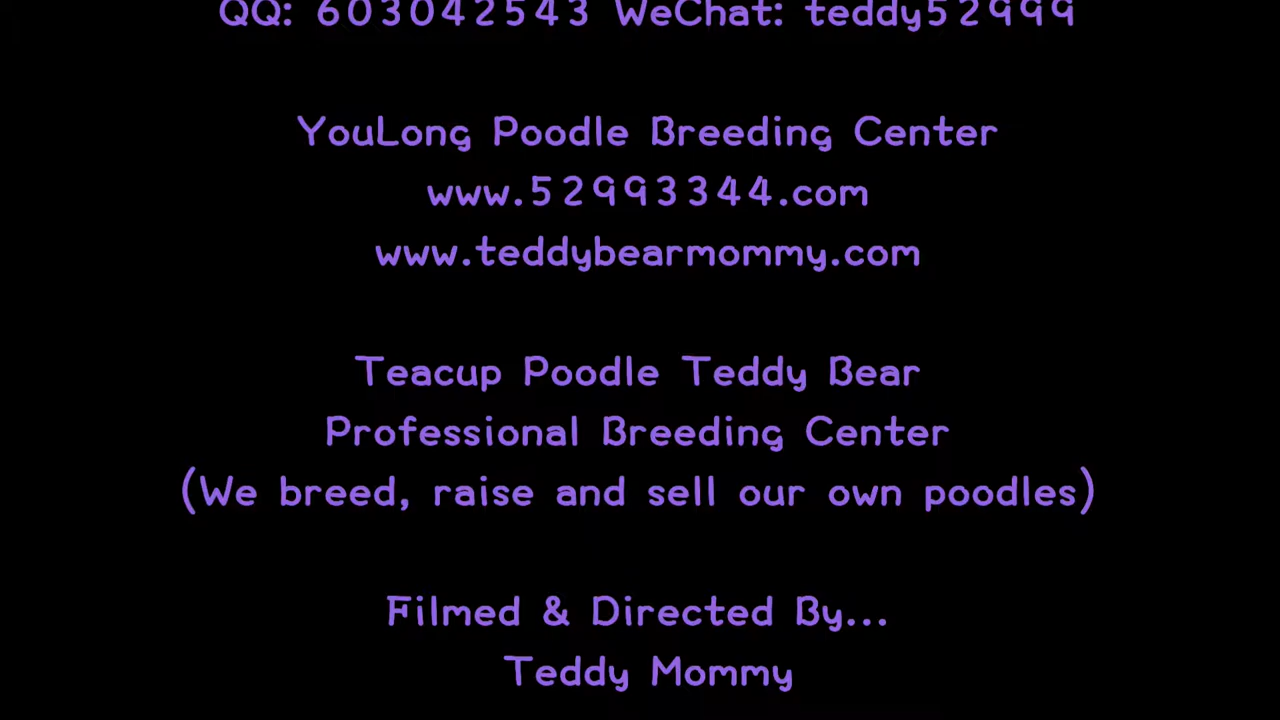 QQ: 603042543 WeChat: teddy52999
YouLong Poodle Breeding Center
www.52993344.com
www.teddybearmommy.com
Teacup Poodle Teddy Bear
Professional Breeding Center
(We breed, raise and sell our own poodles)
Filmed & Directed By...
Teddy Mommy